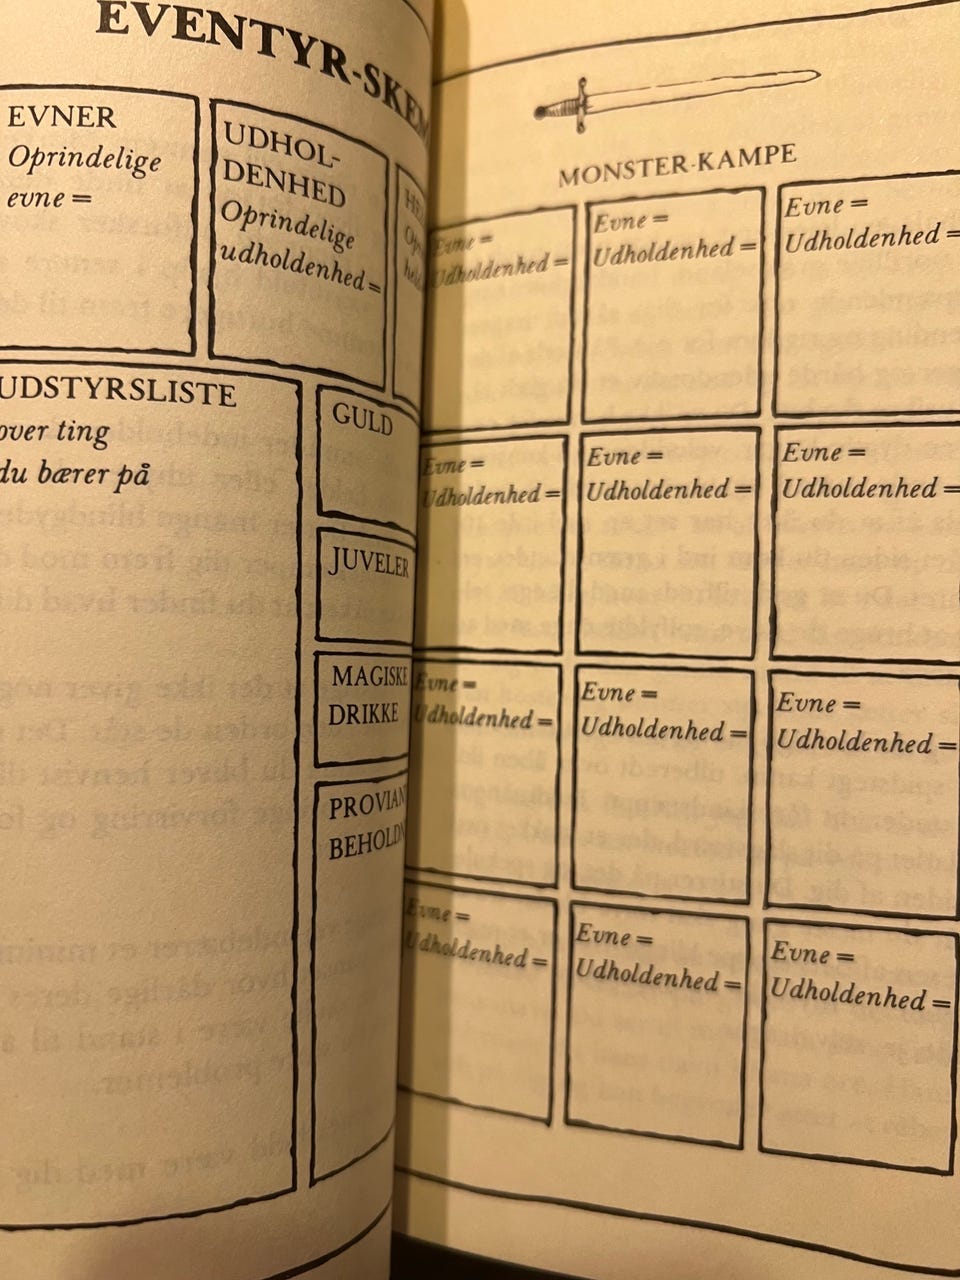 EVENTYR-SKEM
EVNER
Oprindelige
evne =
UDHOL-
DENHED
Oprindelige
udholdenhed =
UDSTYRSLISTE
over ting
du bærer på
GULD
JUVELER
MAGISKE
DRIKKE
PROVIAN
BEHOLDN
MONSTER-KAMPE
Evne =
Udholdenhed =
Evne =
Udholdenhed =
Evne =
Udholdenhed =
Evne =
Udholdenhed =
Evne =
Udholdenhed =
Evne =
Udholdenhed =
Evne =
Udholdenhed =
Evne =
Udholdenhed =
Evne =
Udholdenhed =
Evne =
Udholdenhed =
Evne =
Udholdenhed =
Evne =
Udholdenhed =